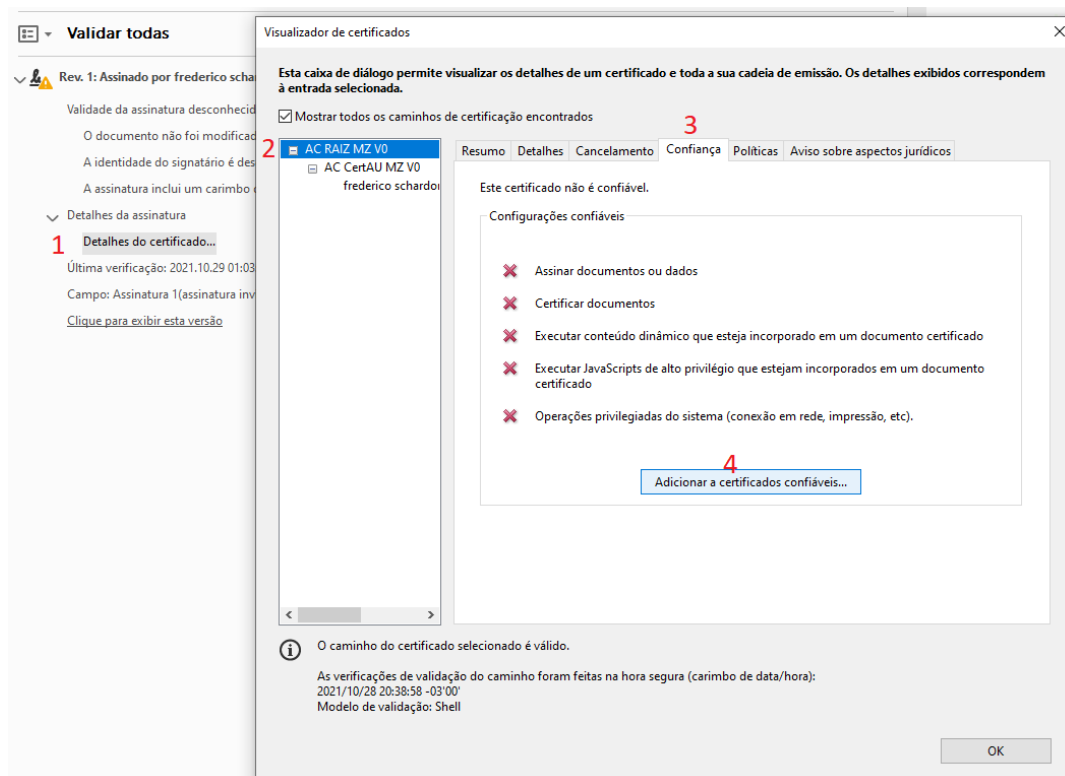 Validar todas
Rev. 1: Assinado por frederico schar
Validade da assinatura desconhecid
O documento não foi modificad
A identidade do signatário é des
A assinatura inclui um carimbo
Detalhes da assinatura
1
Detalhes do certificado...
Última verificação: 2021.10.29 01:03
Campo: Assinatura 1(assinatura inv
Clique para exibir esta versão
Visualizador de certificados
Esta caixa de diálogo permite visualizar os detalhes de um certificado e toda a sua cadeia de emissão. Os detalhes exibidos correspondem
à entrada selecionada.
Mostrar todos os caminhos de certificação encontrados
2
AC RAIZ MZ V0
AC CertAU MZ V0
frederico schardor
3
Resumo Detalhes Cancelamento Confiança Políticas Aviso sobre aspectos jurídicos
Este certificado não é confiável.
Configurações confiáveis
Assinar documentos ou dados
Certificar documentos
Executar conteúdo dinâmico que esteja incorporado em um documento certificado
Executar JavaScripts de alto privilégio que estejam incorporados em um documento
certificado
Operações privilegiadas do sistema (conexão em rede, impressão, etc).
4
Adicionar a certificados confiáveis...
O caminho do certificado selecionado é válido.
As verificações de validação do caminho foram feitas na hora segura (carimbo de data/hora):
2021/10/28 20:38:58 -03'00'
Modelo de validação: Shell
OK